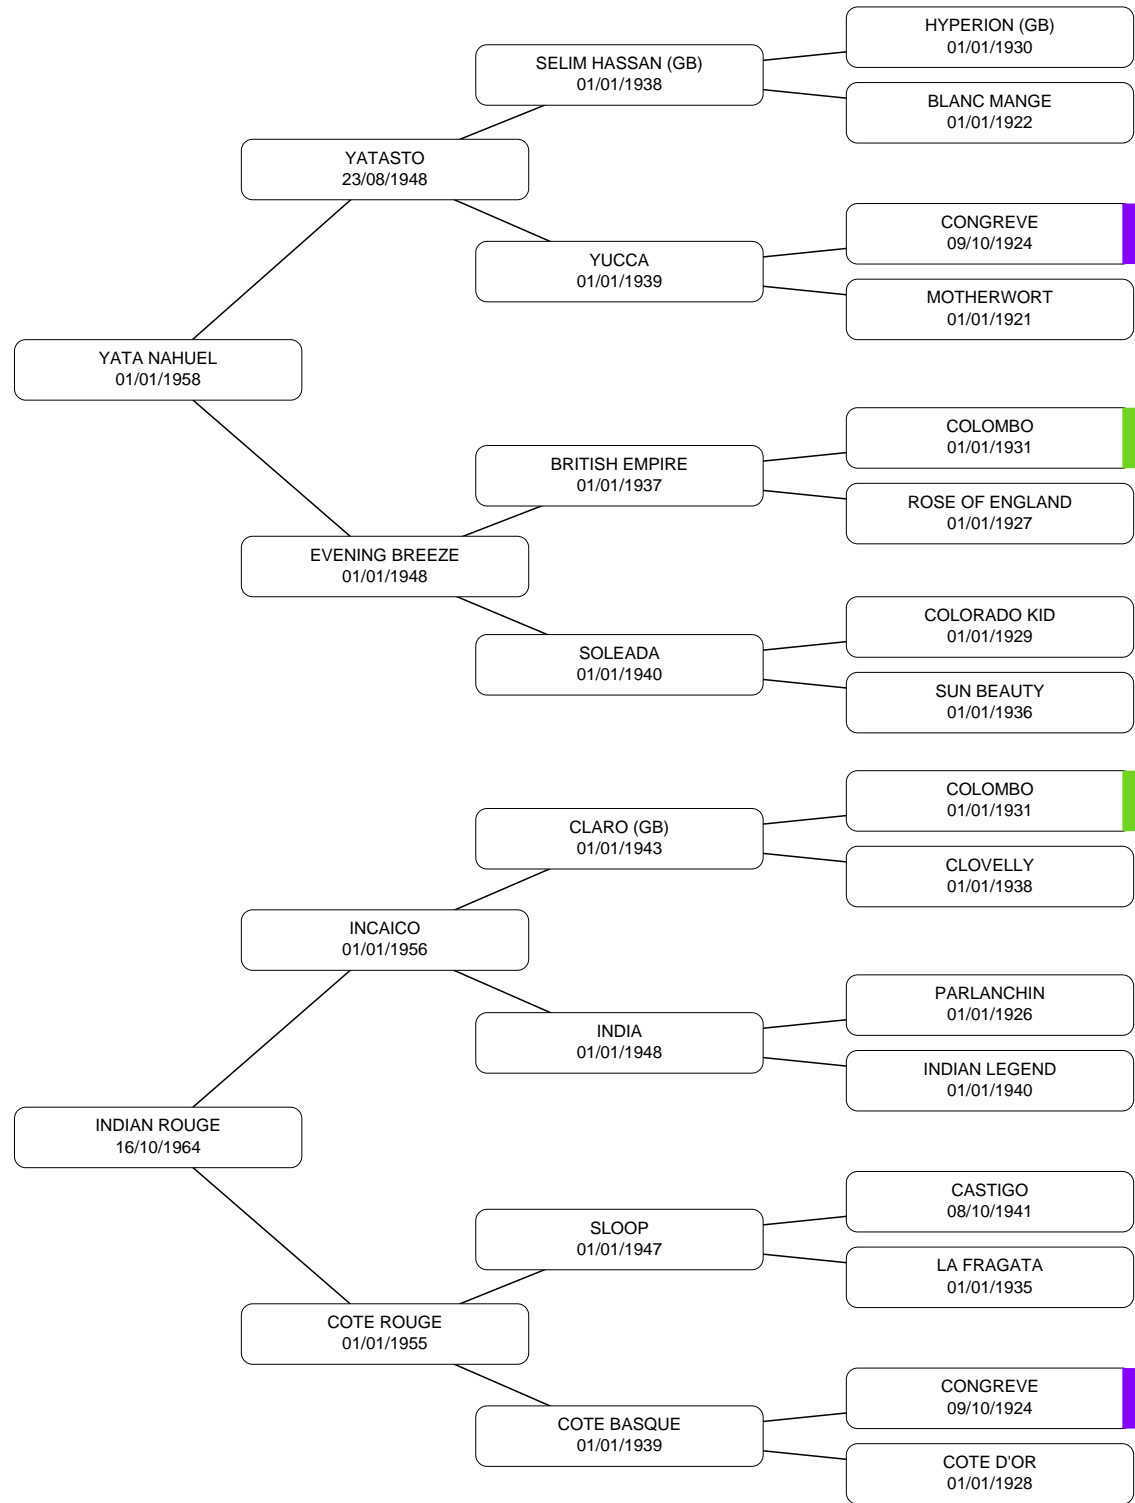 HYPERION (GB)
01/01/1930
SELIM HASSAN (GB)
01/01/1938
BLANC MANGE
01/01/1922
YATASTO
23/08/1948
CONGREVE
09/10/1924
YUCCA
01/01/1939
MOTHERWORT
01/01/1921
YATA NAHUEL
01/01/1958
COLOMBO
01/01/1931
BRITISH EMPIRE
01/01/1937
ROSE OF ENGLAND
01/01/1927
EVENING BREEZE
01/01/1948
COLORADO KID
01/01/1929
SOLEADA
01/01/1940
SUN BEAUTY
01/01/1936
COLOMBO
01/01/1931
CLARO (GB)
01/01/1943
CLOVELLY
01/01/1938
INCAICO
01/01/1956
PARLANCHIN
01/01/1926
INDIA
01/01/1948
INDIAN LEGEND
01/01/1940
INDIAN ROUGE
16/10/1964
CASTIGO
08/10/1941
SLOOP
01/01/1947
LA FRAGATA
01/01/1935
COTE ROUGE
01/01/1955
CONGREVE
09/10/1924
COTE BASQUE
01/01/1939
COTE D'OR
01/01/1928